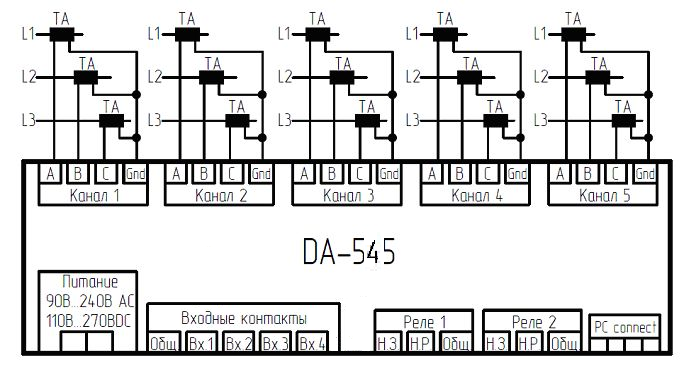 TA TA TA TA TA
L1 L1 L1 L1 L1
TA TA TA TA TA
L2 L2 L2 L2 L2
TA TA TA TA TA
L3 L3 L3 L3 L3
A B C Gnd A B C Gnd A B C Gnd A B C Gnd A B C Gnd
Канал 1 Канал 2 Канал 3 Канал 4 Канал 5
DA-545
Питание
90В...240В AC
110В...270ВDC
Входные контакты
Общ. Вх.1 Вх.2 Вх.3 Вх.4
Реле 1
Н.З Н.Р Общ.
Реле 2
Н.З Н.Р Общ.
PC connect